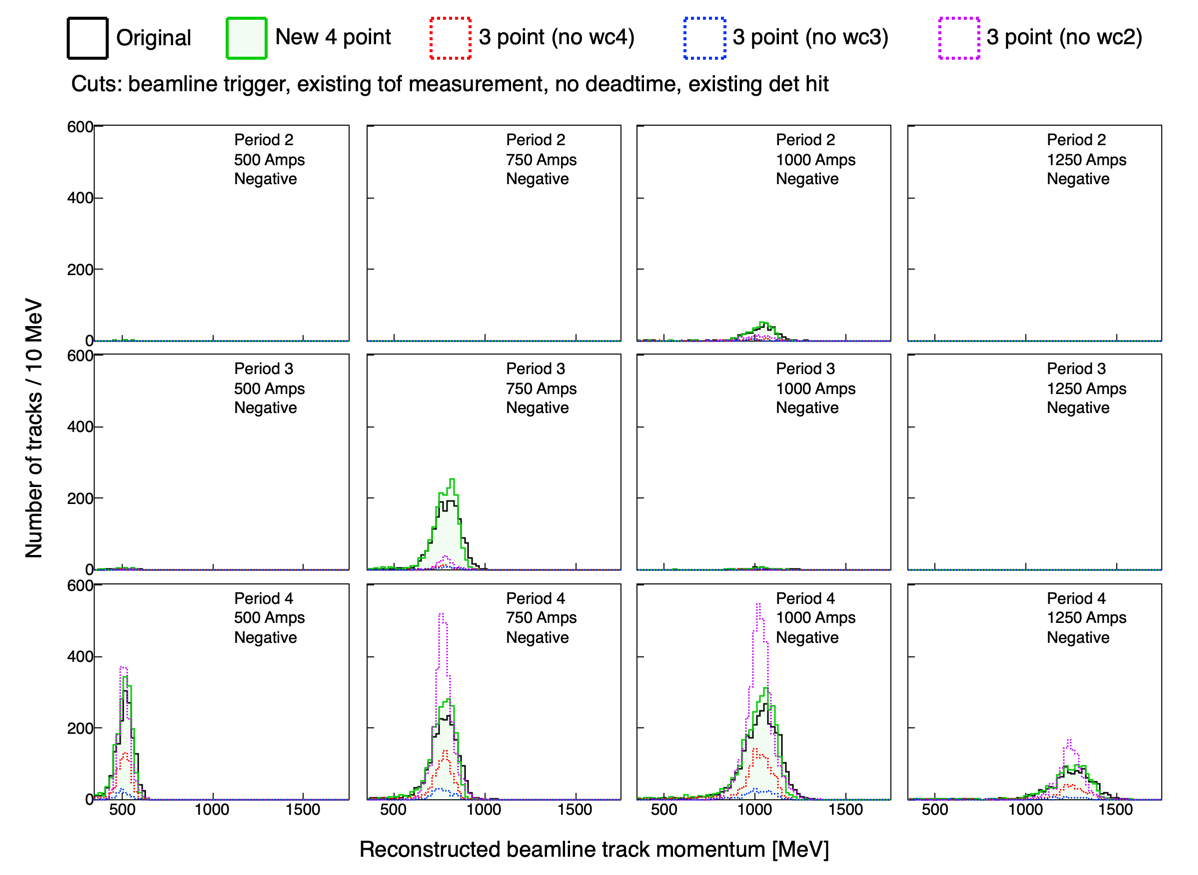 Original New 4 point 3 point (no wc4) 3 point (no wc3) 3 point (no wc2)
Cuts: beamline trigger, existing tof measurement, no deadtime, existing det hit
Number of tracks / 10 MeV
600
400
200
0
Period 2
500 Amps
Negative
Period 2
750 Amps
Negative
Period 2
1000 Amps
Negative
Period 2
1250 Amps
Negative
600
400
200
0
Period 3
500 Amps
Negative
Period 3
750 Amps
Negative
Period 3
1000 Amps
Negative
Period 3
1250 Amps
Negative
600
400
200
0
Period 4
500 Amps
Negative
Period 4
750 Amps
Negative
Period 4
1000 Amps
Negative
Period 4
1250 Amps
Negative
500 1000 1500 500 1000 1500 500 1000 1500 500 1000 1500
Reconstructed beamline track momentum [MeV]